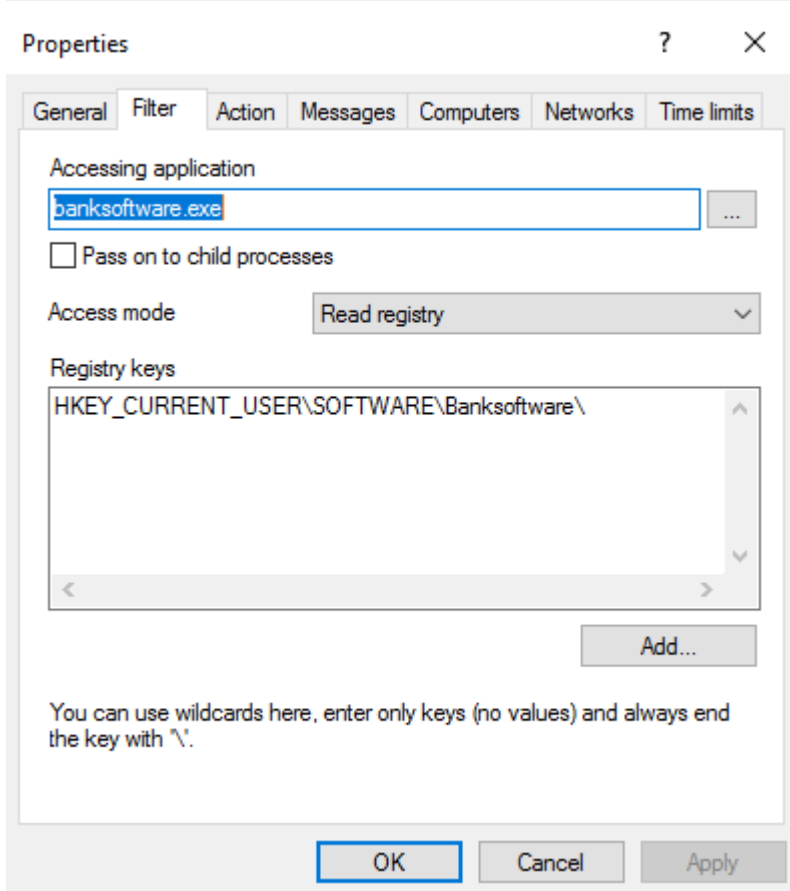 Properties
?
General Filter Action Messages Computers Networks Time limits
Accessing application
banksoftware.exe
...
Pass on to child processes
Access mode Read registry
Registry keys
HKEY_CURRENT_USER\SOFTWARE\Banksoftware\
Add...
You can use wildcards here, enter only keys (no values) and always end
the key with "\".
OK Cancel Apply